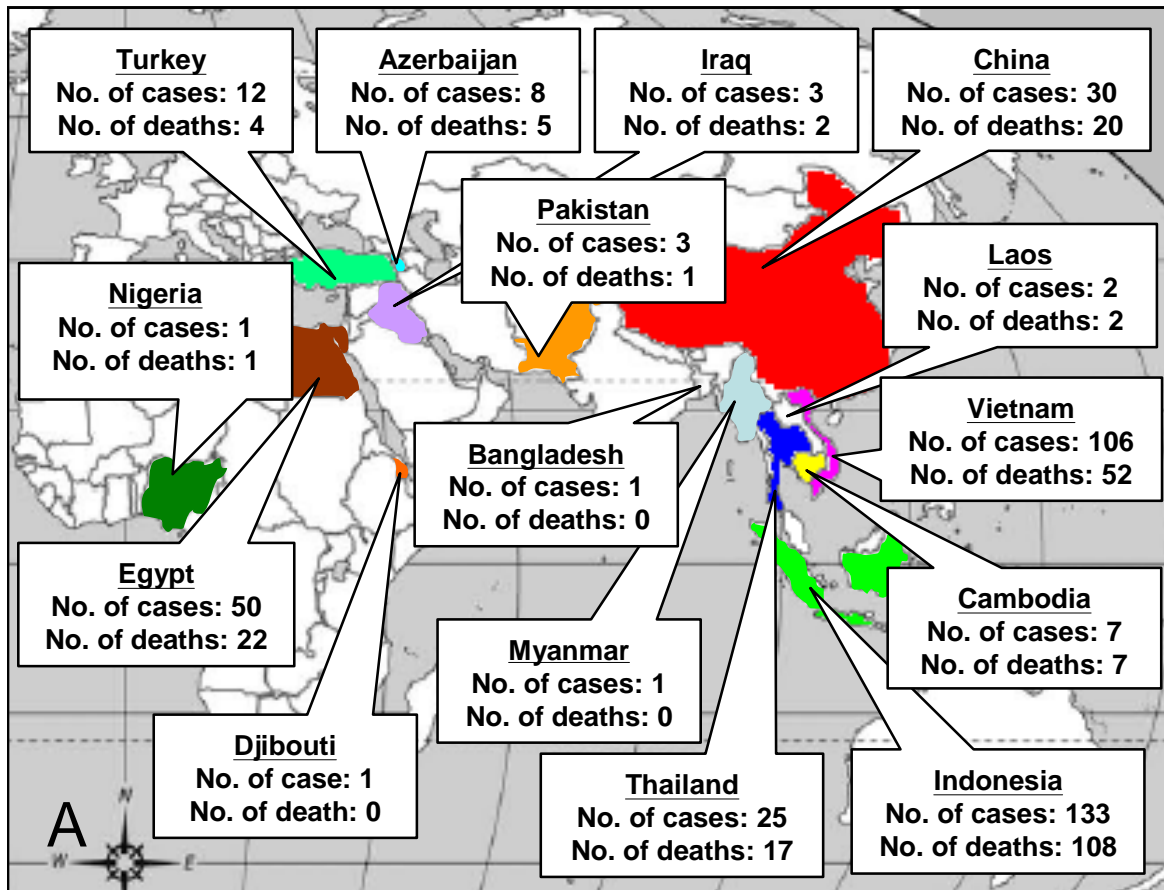 Turkey
No. of cases: 12
No. of deaths: 4
Azerbaijan
No. of cases: 8
No. of deaths: 5
Iraq
No. of cases: 3
No. of deaths: 2
China
No. of cases: 30
No. of deaths: 20
Pakistan
No. of cases: 3
No. of deaths: 1
Laos
No. of cases: 2
No. of deaths: 2
Nigeria
No. of cases: 1
No. of deaths: 1
Vietnam
No. of cases: 106
No. of deaths: 52
Bangladesh
No. of cases: 1
No. of deaths: 0
Egypt
No. of cases: 50
No. of deaths: 22
Cambodia
No. of cases: 7
No. of deaths: 7
Myanmar
No. of cases: 1
No. of deaths: 0
Djibouti
No. of case: 1
No. of death: 0
Thailand
No. of cases: 25
No. of deaths: 17
Indonesia
No. of cases: 133
No. of deaths: 108
A
N
W
E